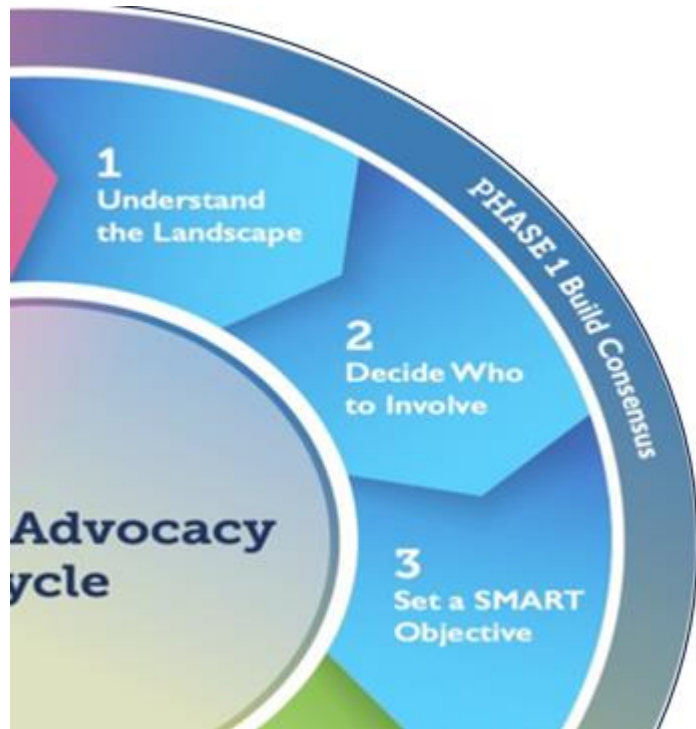 PHASE 1 Build Consensus
1
Understand
the Landscape
2
Decide Who
to Involve
3
Set a SMART
Objective
Advocacy
ycle